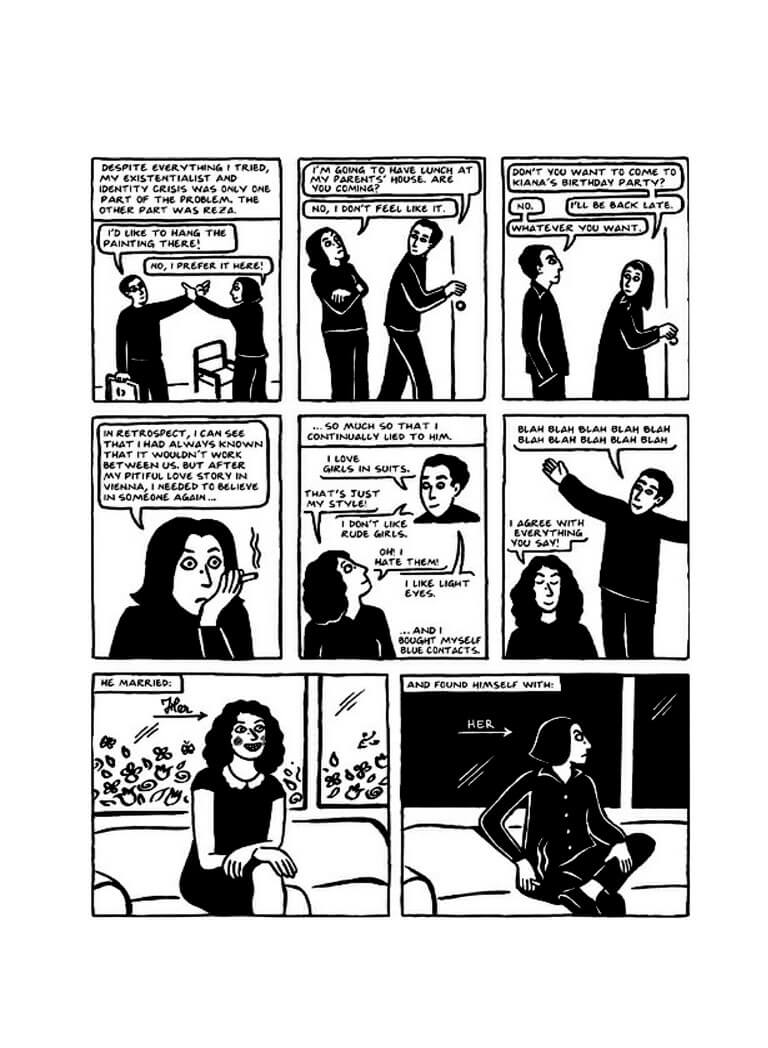 DESPITE EVERYTHING I TRIED,
MY EXISTENTIALIST AND
IDENTITY CRISIS WAS ONLY ONE
PART OF THE PROBLEM. THE
OTHER PART WAS REZA.
I'D LIKE TO HANG THE
PAINTING THERE!
NO, I PREFER IT HERE!
I'M GOING TO HAVE LUNCH AT
MY PARENTS' HOUSE. ARE
YOU COMING?
NO, I DON'T FEEL LIKE IT.
DON'T YOU WANT TO COME TO
KIANA'S BIRTHDAY PARTY?
NO.
I'LL BE BACK LATE.
WHATEVER YOU WANT.
IN RETROSPECT, I CAN SEE
THAT I HAD ALWAYS KNOWN
THAT IT WOULDN'T WORK
BETWEEN US. BUT AFTER
MY PITIFUL LOVE STORY IN
VIENNA, I NEEDED TO BELIEVE
IN SOMEONE AGAIN...
...SO MUCH SO THAT I
CONTINUALLY LIED TO HIM.
I LOVE
GIRLS IN SUITS.
THAT'S JUST
MY STYLE!
I DON'T LIKE
RUDE GIRLS.
OH! I
HATE THEM!
I LIKE LIGHT
EYES.
...AND I
BOUGHT MYSELF
BLUE CONTACTS.
BLAH BLAH BLAH BLAH BLAH
BLAH BLAH BLAH BLAH BLAH
I AGREE WITH
EVERYTHING
YOU SAY!
HE MARRIED:
Her
AND FOUND HIMSELF WITH:
HER